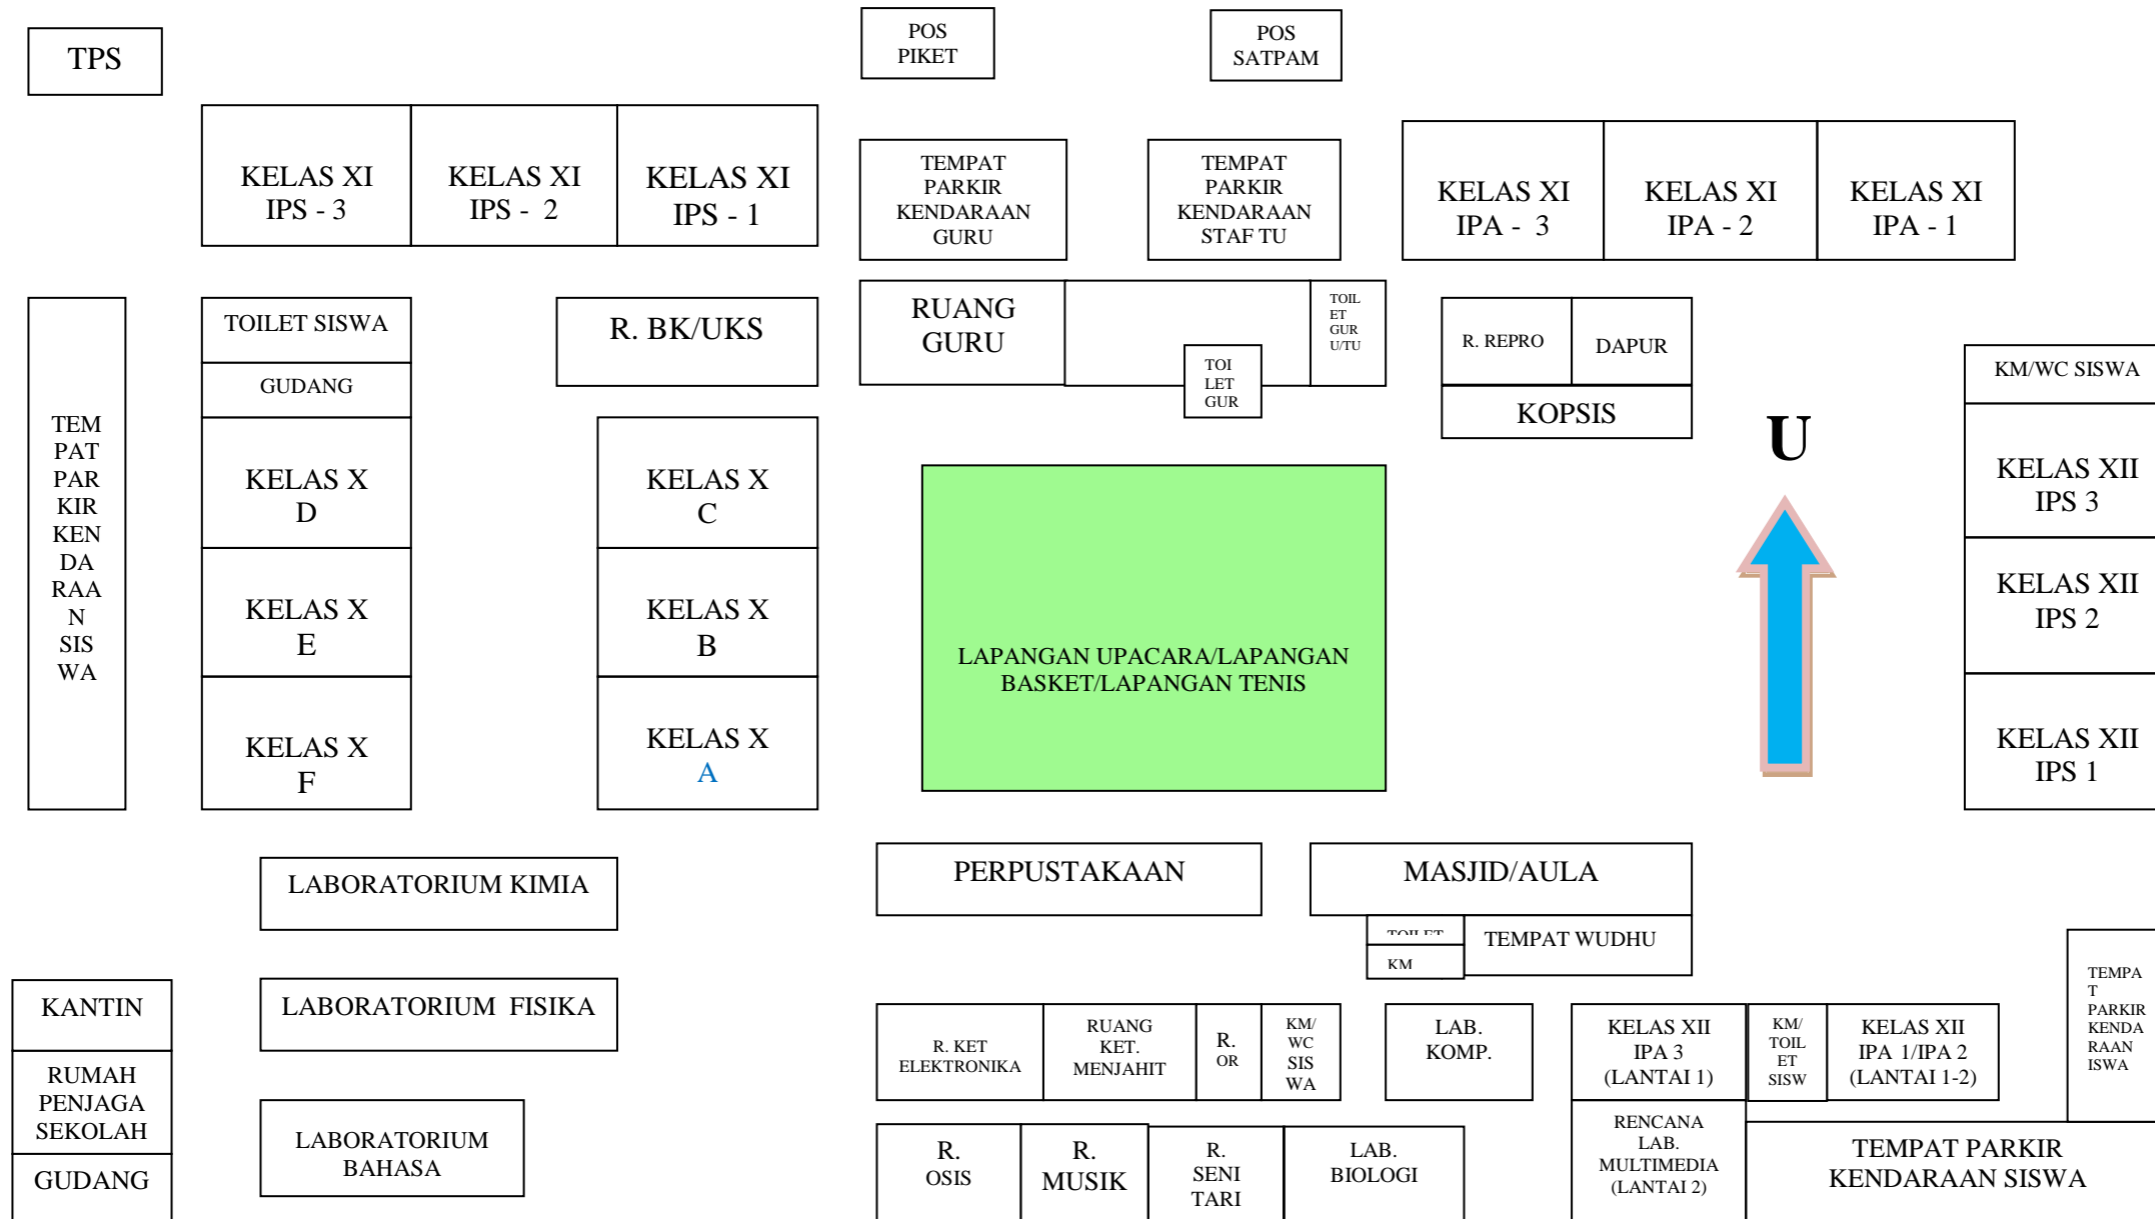 TPS
POS
PIKET
POS
SATPAM
KELAS XI
IPS - 3
KELAS XI
IPS - 2
KELAS XI
IPS - 1
TEMPAT
PARKIR
KENDARAAN
GURU
TEMPAT
PARKIR
KENDARAAN
STAF TU
KELAS XI
IPA - 3
KELAS XI
IPA - 2
KELAS XI
IPA - 1
TEM
PAT
PAR
KIR
KEN
DA
RAA
N
SIS
WA
TOILET SISWA
GUDANG
KELAS X
D
KELAS X
E
KELAS X
F
R. BK/UKS
KELAS X
C
KELAS X
B
KELAS X
A
RUANG
GURU
TOI
LET
GUR
TOIL
ET
GUR
U/TU
R. REPRO
DAPUR
KOPSIS
LAPANGAN UPACARA/LAPANGAN
BASKET/LAPANGAN TENIS
U
KM/WC SISWA
KELAS XII
IPS 3
KELAS XII
IPS 2
KELAS XII
IPS 1
LABORATORIUM KIMIA
LABORATORIUM FISIKA
LABORATORIUM
BAHASA
KANTIN
RUMAH
PENJAGA
SEKOLAH
GUDANG
PERPUSTAKAAN
MASJID/AULA
TOILET
KM
TEMPAT WUDHU
R. KET
ELEKTRONIKA
RUANG
KET.
MENJAHIT
R.
OR
KM/
WC
SIS
WA
LAB.
KOMP.
KELAS XII
IPA 3
(LANTAI 1)
KM/
TOIL
ET
SISW
KELAS XII
IPA 1/IPA 2
(LANTAI 1-2)
TEMPA
T
PARKIR
KENDA
RAAN
ISWA
R.
OSIS
R.
MUSIK
R.
SENI
TARI
LAB.
BIOLOGI
RENCANA
LAB.
MULTIMEDIA
(LANTAI 2)
TEMPAT PARKIR
KENDARAAN SISWA